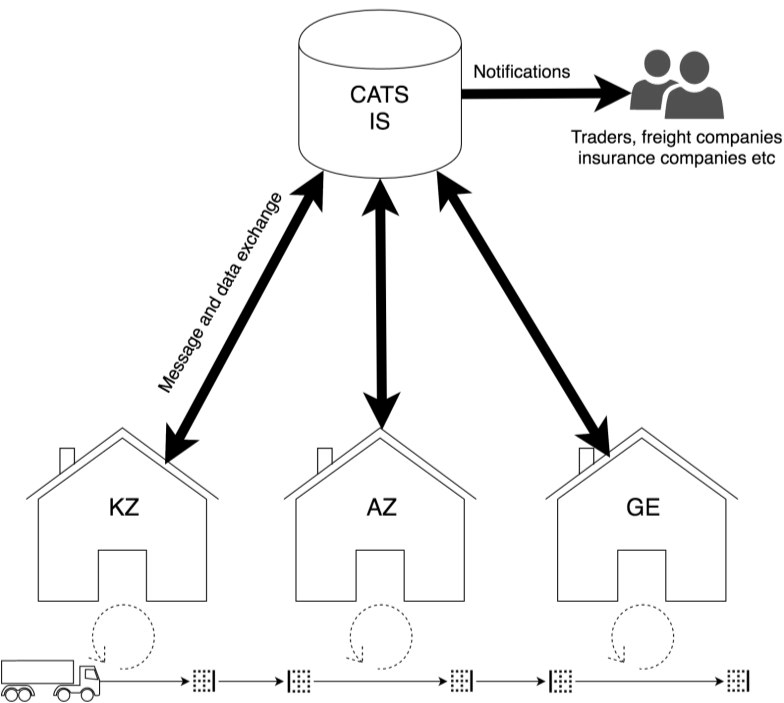 CATS
IS
Notifications
Traders, freight companies
insurance companies etc
Message and data exchange
KZ
AZ
GE